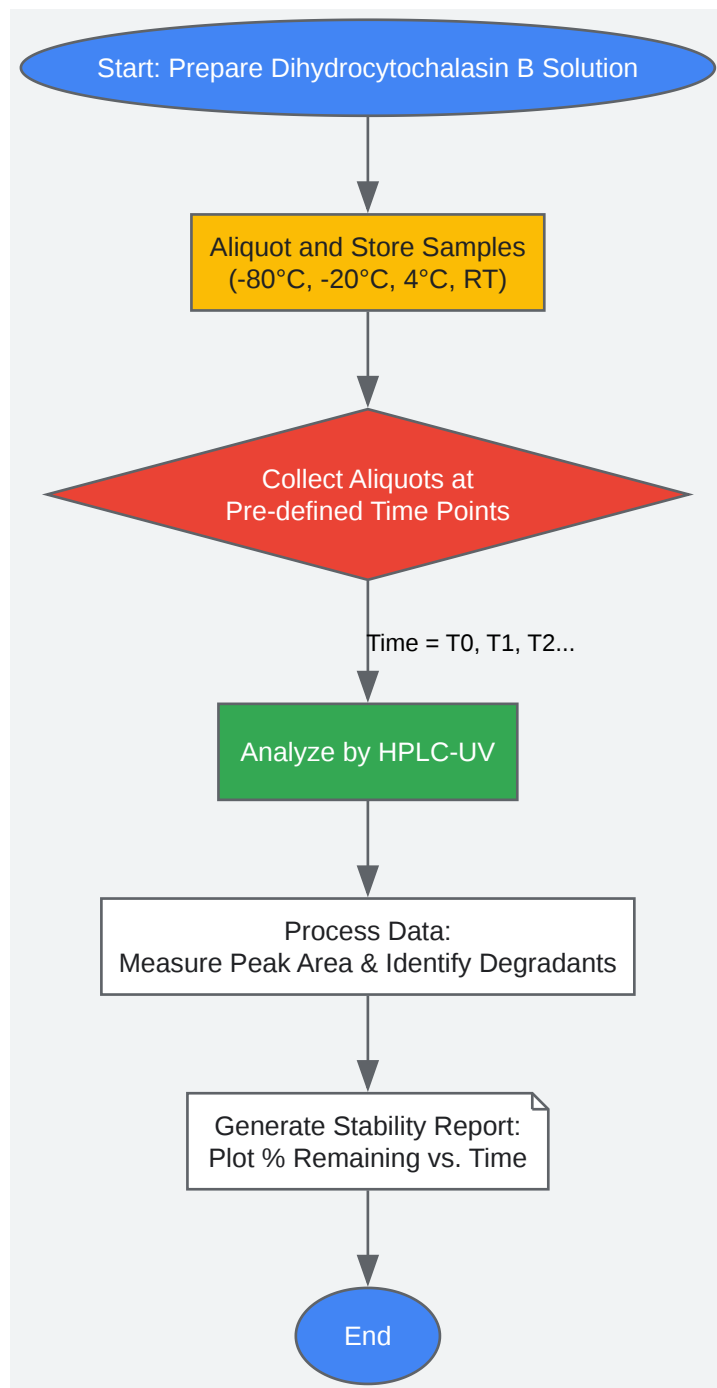 Start: Prepare Dihydrocytochalasin B Solution
Aliquot and Store Samples
(-80°C, -20°C, 4°C, RT)
Collect Aliquots at
Pre-defined Time Points
Time = T0, T1, T2...
Analyze by HPLC-UV
Process Data:
Measure Peak Area & Identify Degradants
Generate Stability Report:
Plot % Remaining vs. Time
End